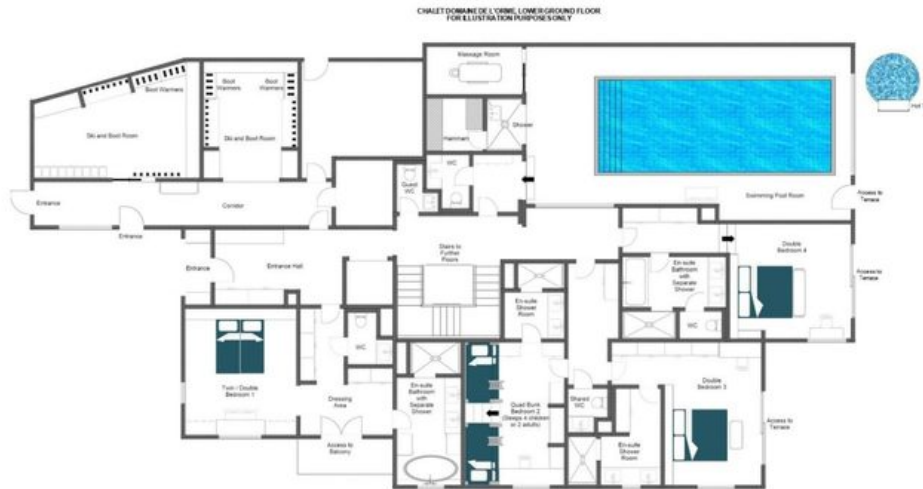 CHALET DOMAINE DE L'ORME, LOWER GROUND FLOOR
FOR ILLUSTRATION PURPOSES ONLY
Massage Room
Boot Warmers
Boot
Warmers
Boot
Warmers
Hot
Hammam
Shower
Ski and Boot Room
Ski and Boot Room
WC
Guest
WC
Swimming Pool Room
Access to
Terrace
Entrance
Corridor
Entrance
Stairs to
Further
Floors
Double
Bedroom 4
Entrance
Entrance Hall
En-suite
Bathroom
with
Separate
Shower
Access to
Terrace
En-suite
Shower
Room
WC
WC
Twin / Double
Bedroom 1
En-suite
Bathroom
with
Separate
Shower
Dressing
Area
Quad Bunk
Bedroom 2
(Sleeps 4 children
or 2 adults)
Shared
WC
Double
Bedroom 3
Access to
Terrace
Access to
Balcony
En-suite
Shower
Room